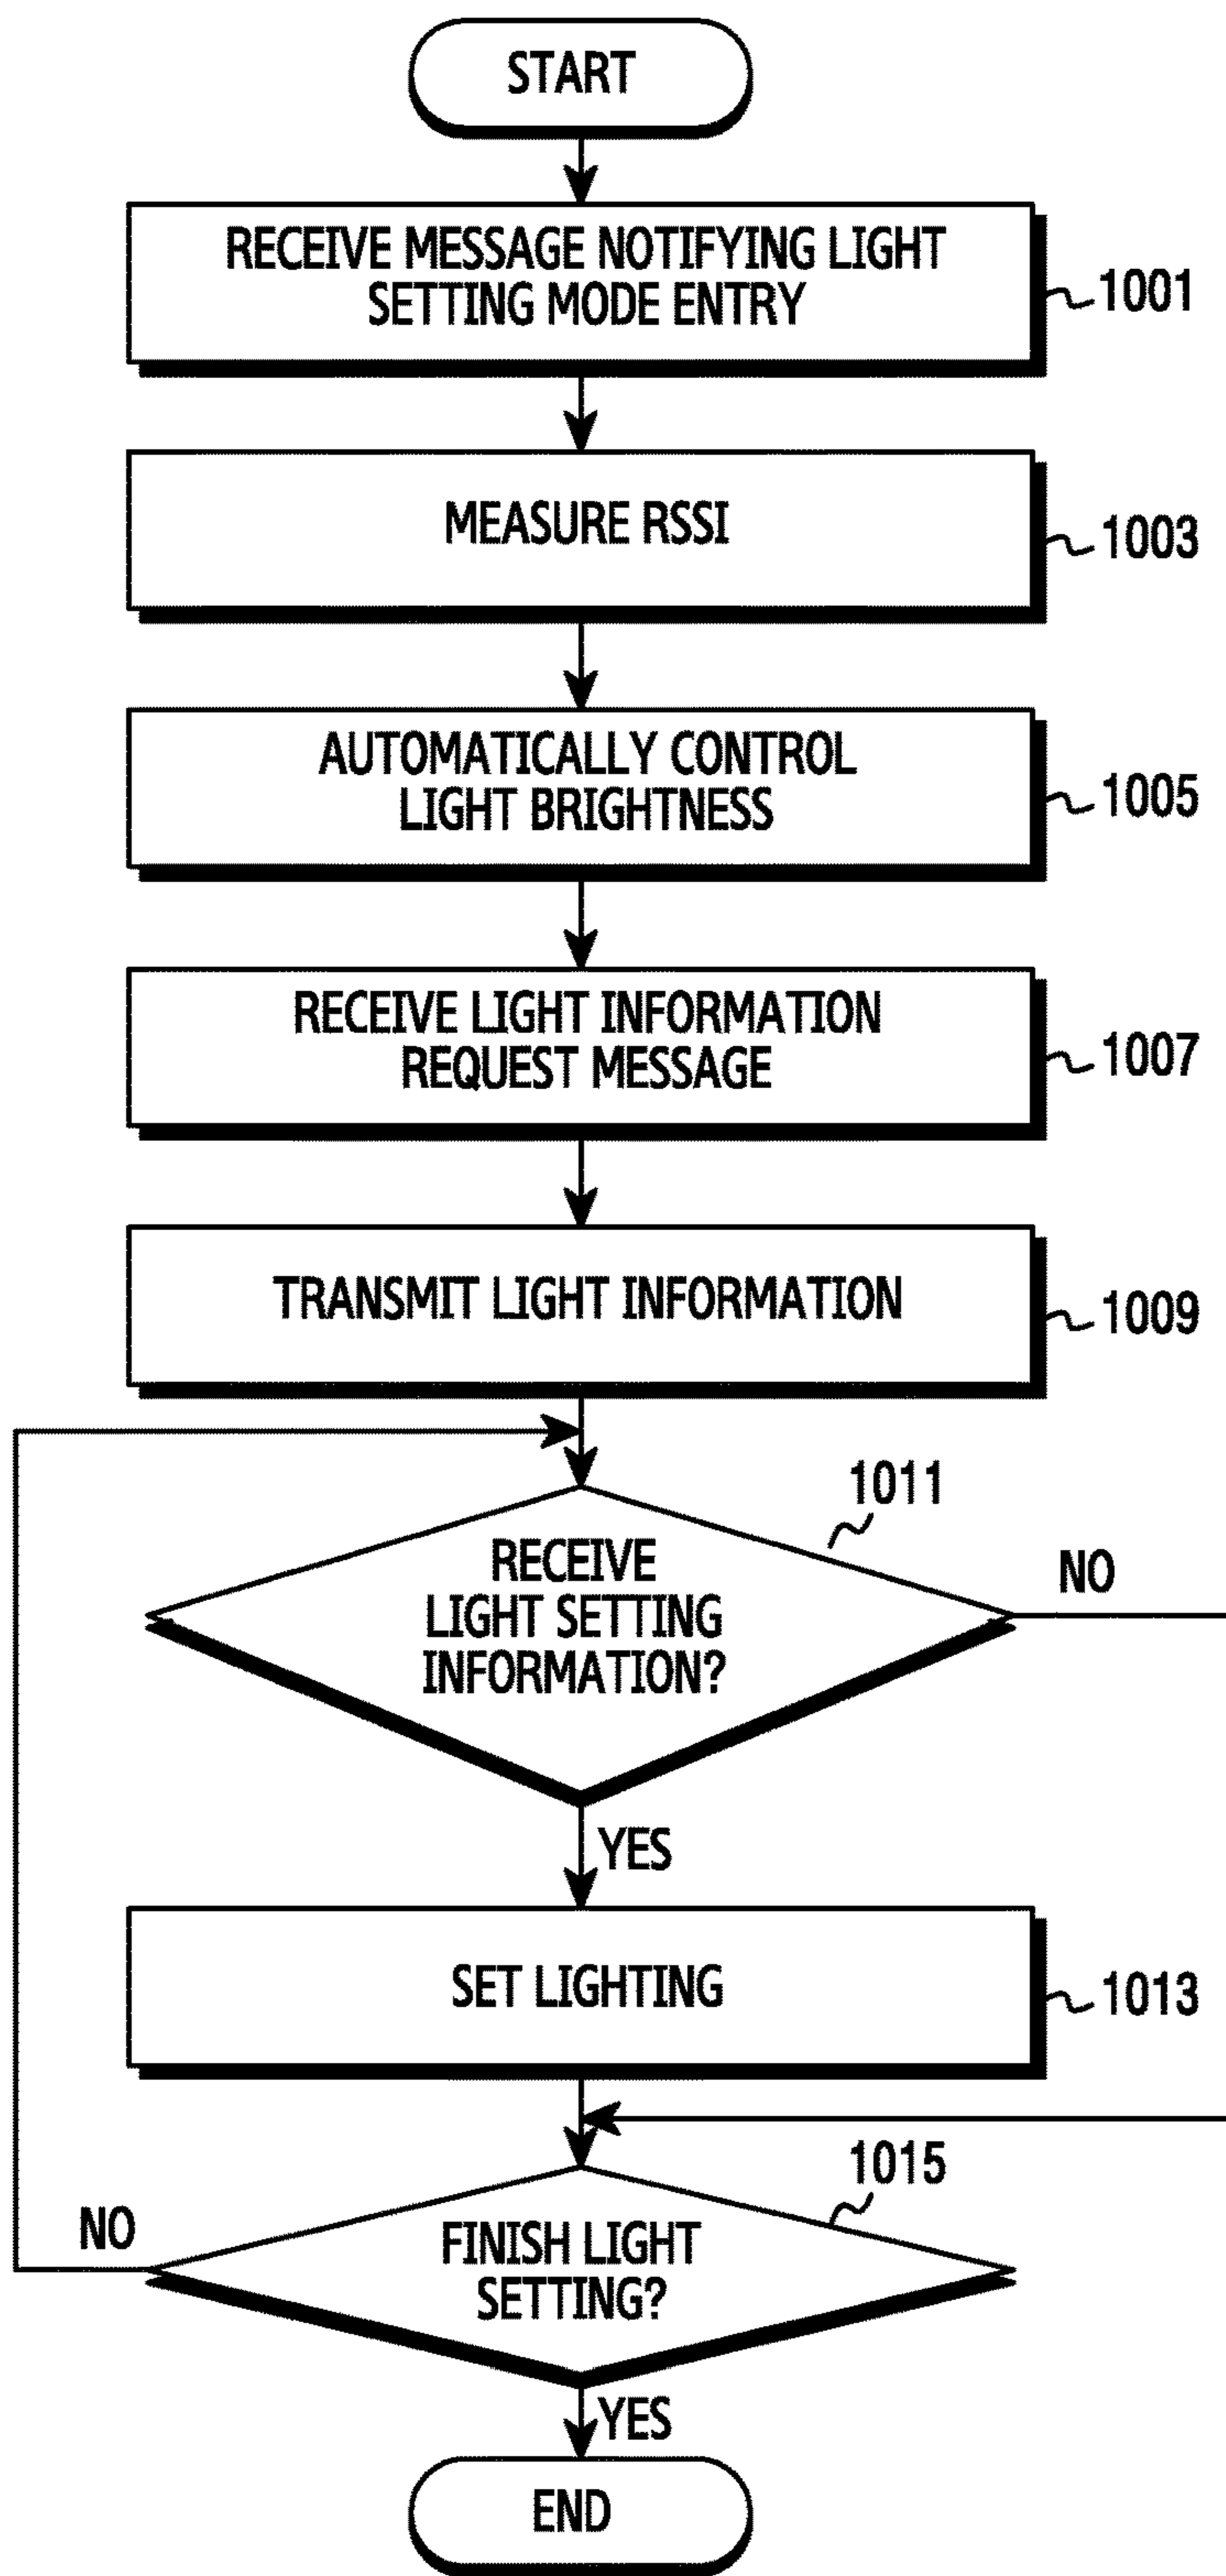 START
RECEIVE MESSAGE NOTIFYING LIGHT
SETTING MODE ENTRY
1001
MEASURE RSSI
1003
AUTOMATICALLY CONTROL
LIGHT BRIGHTNESS
1005
RECEIVE LIGHT INFORMATION
REQUEST MESSAGE
1007
TRANSMIT LIGHT INFORMATION
1009
1011
RECEIVE
LIGHT SETTING
INFORMATION?
NO
YES
SET LIGHTING
1013
1015
NO
FINISH LIGHT
SETTING?
YES
END